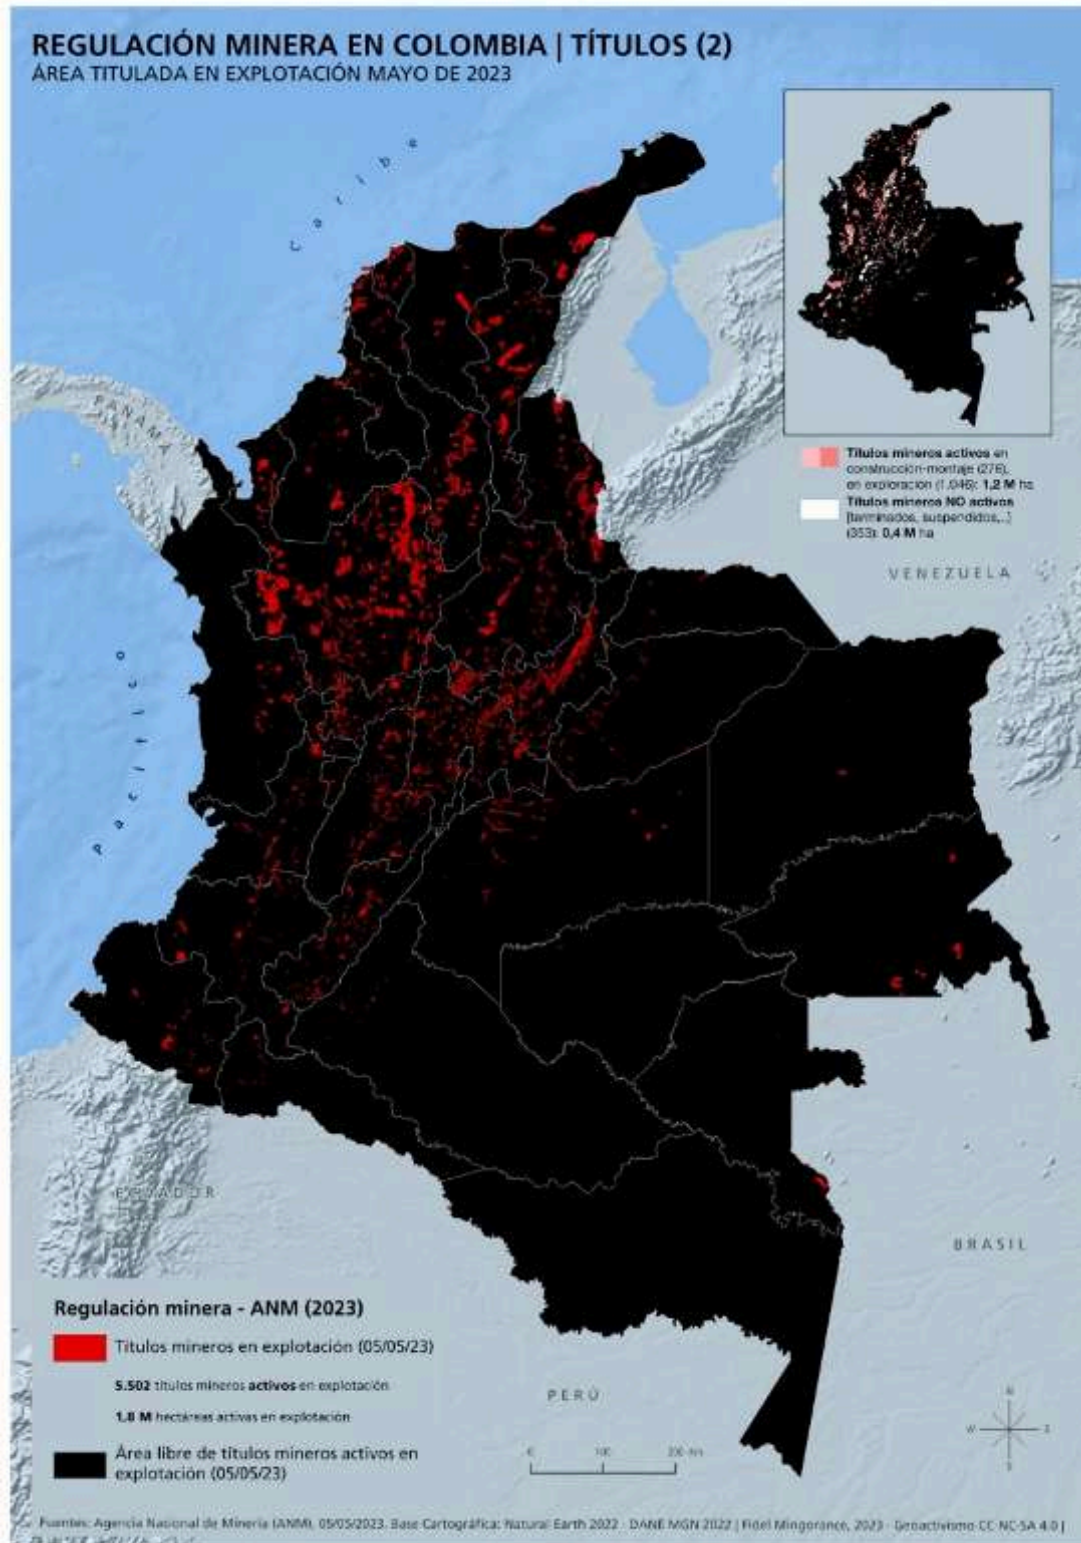 REGULACIÓN MINERA EN COLOMBIA | TÍTULOS (2)
ÁREA TITULADA EN EXPLOTACIÓN MAYO DE 2023
Caribe
PANAMÁ
Títulos mineros activos en
construcción-montaje (276),
en exploración (1.046): 1,2 M ha
Títulos mineros NO activos
[terminados, suspendidos,..]
(353): 0,4 M ha
VENEZUELA
Pacífico
ECUADOR
BRASIL
Regulación minera - ANM (2023)
Títulos mineros en explotación (05/05/23)
5.502 títulos mineros activos en explotación
1,8 M hectáreas activas en explotación
PERÚ
Área libre de títulos mineros activos en
explotación (05/05/23)
0 100 200 Km
N
W E
S
Fuentes: Agencia Nacional de Minería (ANM), 05/05/2023. Base Cartográfica: Natural Earth 2022 - DANE MGN 2022 | Fidel Mingorance, 2023 - Geoactivismo CC-NC-SA 4.0 |